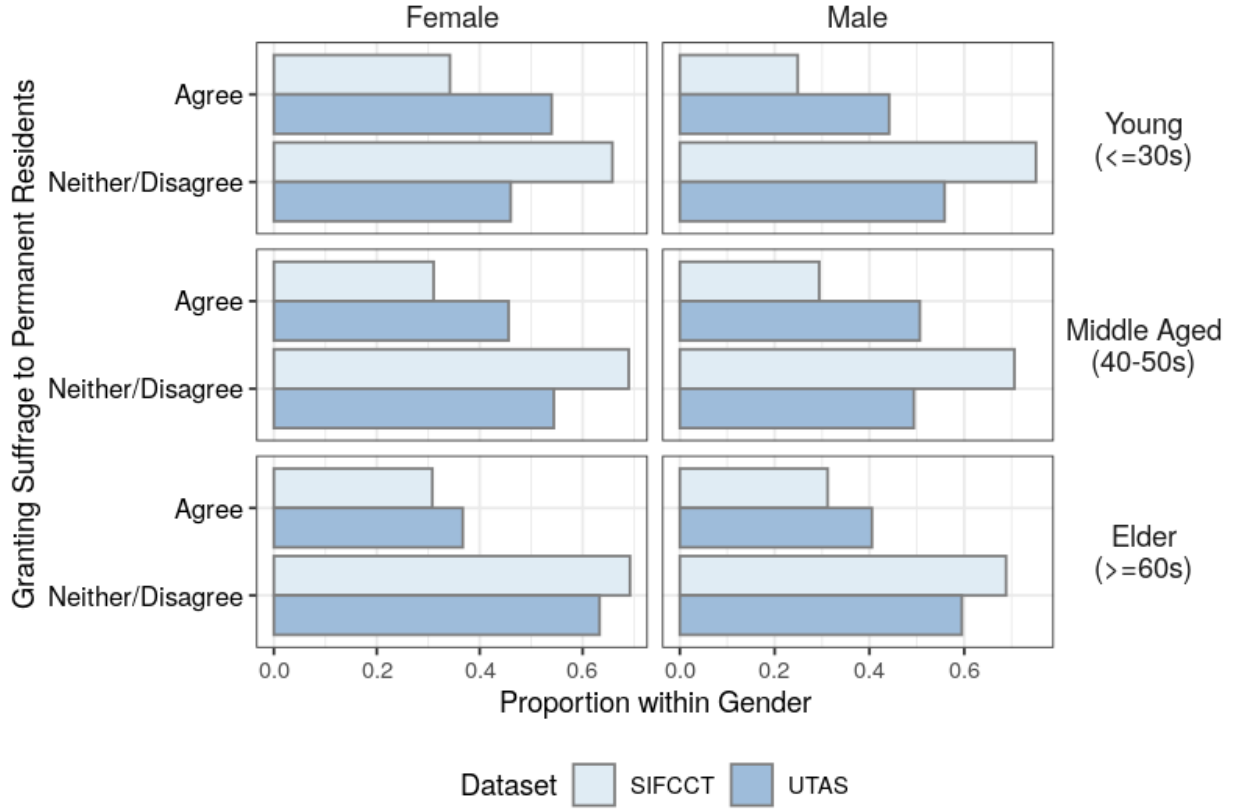 Female
Male
Granting Suffrage to Permanent Residents
Agree
Neither/Disagree
Young
(<=30s)
Agree
Neither/Disagree
Middle Aged
(40-50s)
Agree
Neither/Disagree
Elder
(>=60s)
0.0 0.2 0.4 0.6
0.0 0.2 0.4 0.6
Proportion within Gender
Dataset SIFCCT UTAS